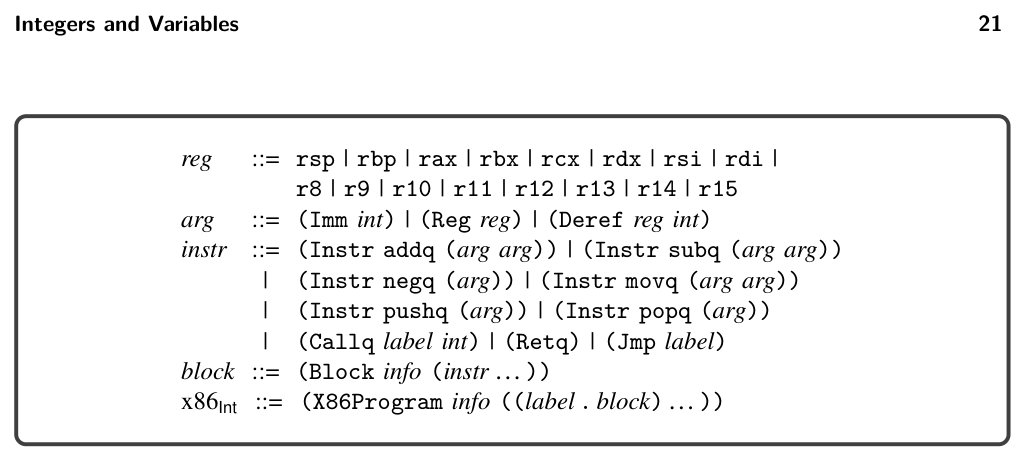 Integers and Variables 21
reg ::= rsp | rbp | rax | rbx | rcx | rdx | rsi | rdi |
r8 | r9 | r10 | r11 | r12 | r13 | r14 | r15
arg ::= (Imm int) | (Reg reg) | (Deref reg int)
instr ::= (Instr addq (arg arg)) | (Instr subq (arg arg))
| (Instr negq (arg)) | (Instr movq (arg arg))
| (Instr pushq (arg)) | (Instr popq (arg))
| (Callq label int) | (Retq) | (Jmp label)
block ::= (Block info (instr ... ))
x86Int ::= (X86Program info ((label . block) ... ))